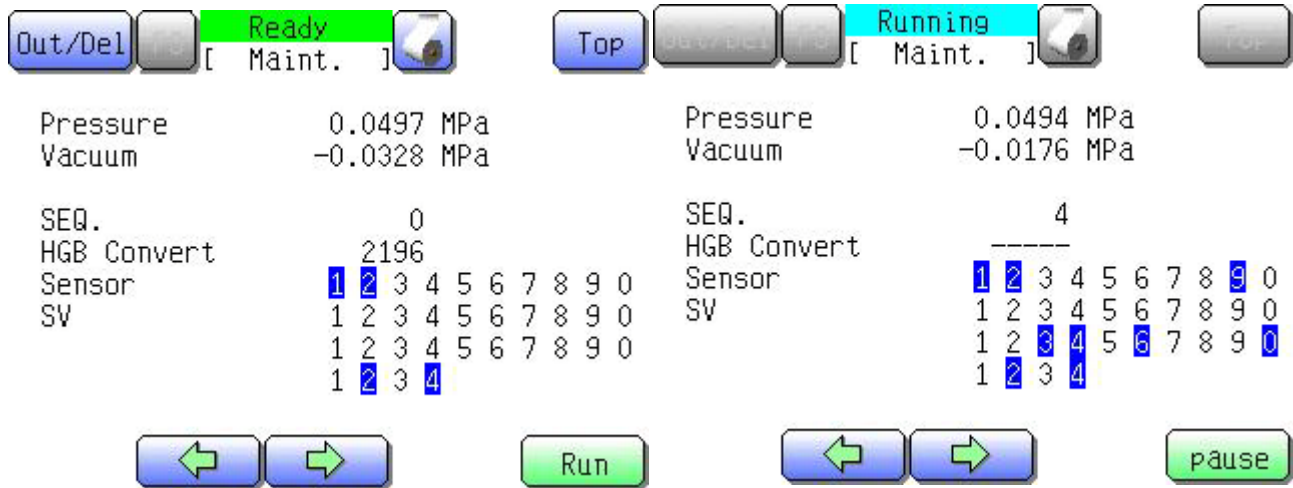 Out/Del
Ready
[ Maint. ]
Top
Pressure 0.0497 MPa
Vacuum -0.0328 MPa
SEQ. 0
HGB Convert 2196
Sensor 1 2 3 4 5 6 7 8 9 0
SV 1 2 3 4 5 6 7 8 9 0
1 2 3 4 5 6 7 8 9 0
1 2 3 4
Run
Out/Del
Running
[ Maint. ]
Top
Pressure 0.0494 MPa
Vacuum -0.0176 MPa
SEQ. 4
HGB Convert -----
Sensor 1 2 3 4 5 6 7 8 9 0
SV 1 2 3 4 5 6 7 8 9 0
1 2 3 4 5 6 7 8 9 0
1 2 3 4
pause